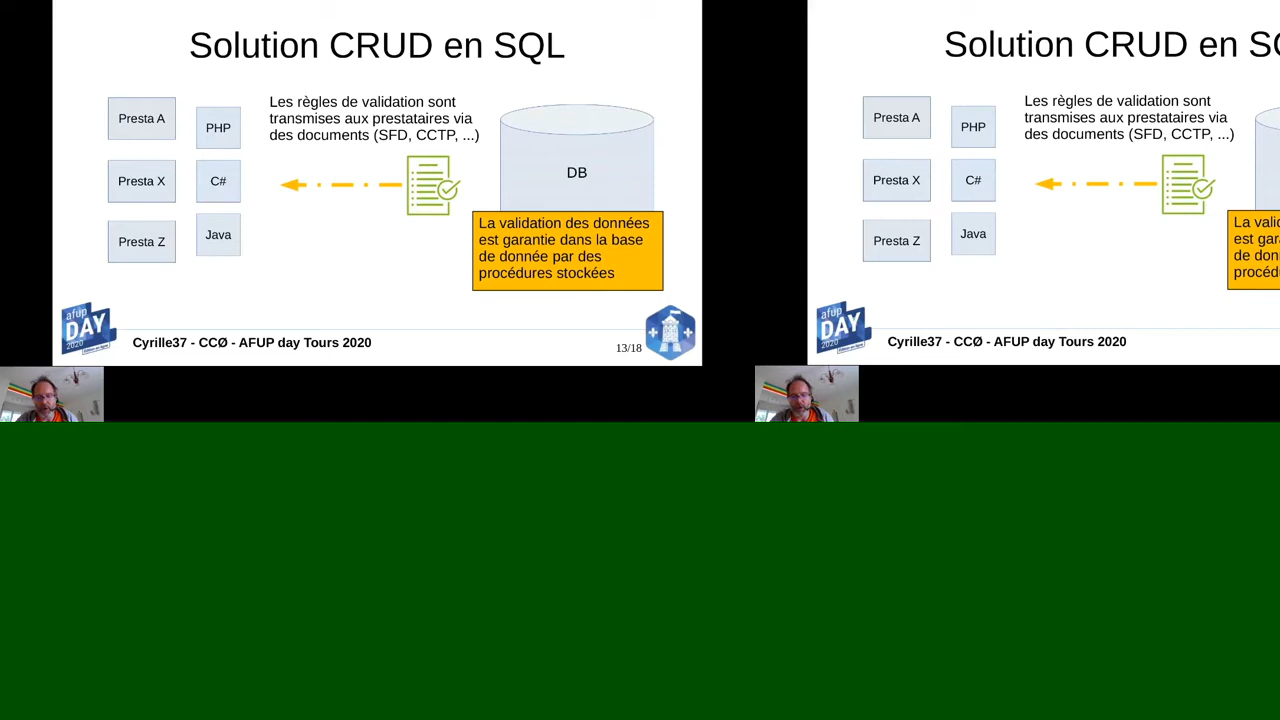 Solution CRUD en SQL
Presta A
PHP
Les règles de validation sont
transmises aux prestataires via
des documents (SFD, CCTP, ...)
Presta X
C#
DB
Presta Z
Java
La validation des données
est garantie dans la base
de donnée par des
procédures stockées
afup
DAY
2020
Cyrille37 - CCØ - AFUP day Tours 2020
13/18
Solution CRUD en S
Presta A
PHP
Les règles de validation sont
transmises aux prestataires via
des documents (SFD, CCTP, ...)
Presta X
C#
Presta Z
Java
La vali
est gar
de don
procéd
afup
DAY
2020
Cyrille37 - CCØ - AFUP day Tours 2020